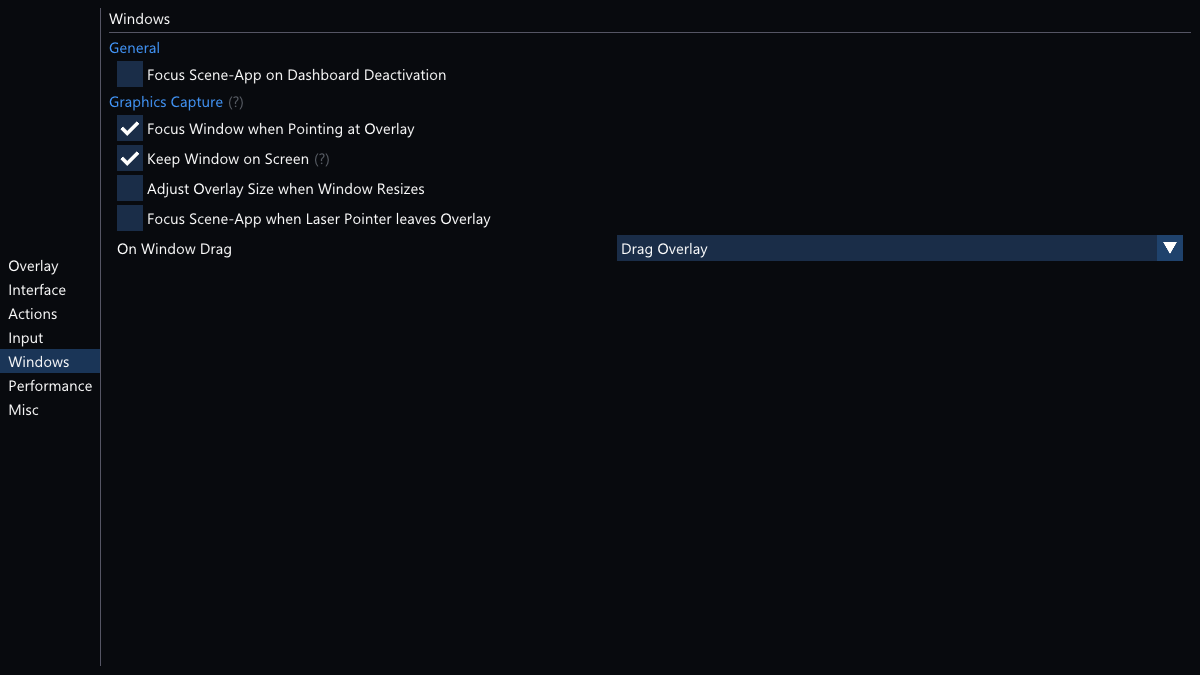 Windows
General
Focus Scene-App on Dashboard Deactivation
Graphics Capture (?)
Focus Window when Pointing at Overlay
Keep Window on Screen (?)
Adjust Overlay Size when Window Resizes
Focus Scene-App when Laser Pointer leaves Overlay
On Window Drag Drag Overlay
Overlay
Interface
Actions
Input
Windows
Performance
Misc